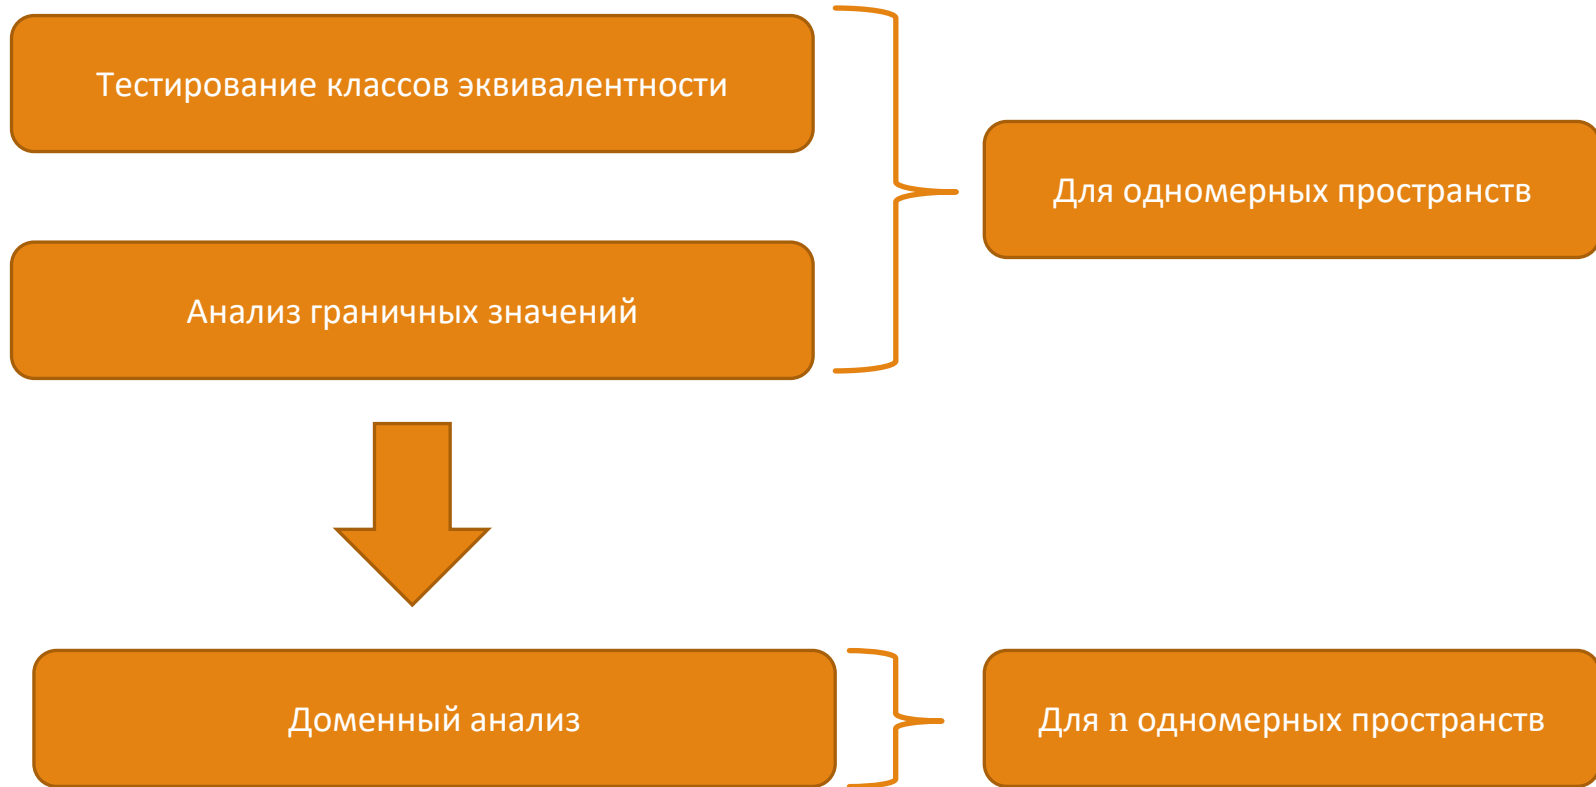 Тестирование классов эквивалентности
Для одномерных пространств
Анализ граничных значений
Доменный анализ
Для n одномерных пространств